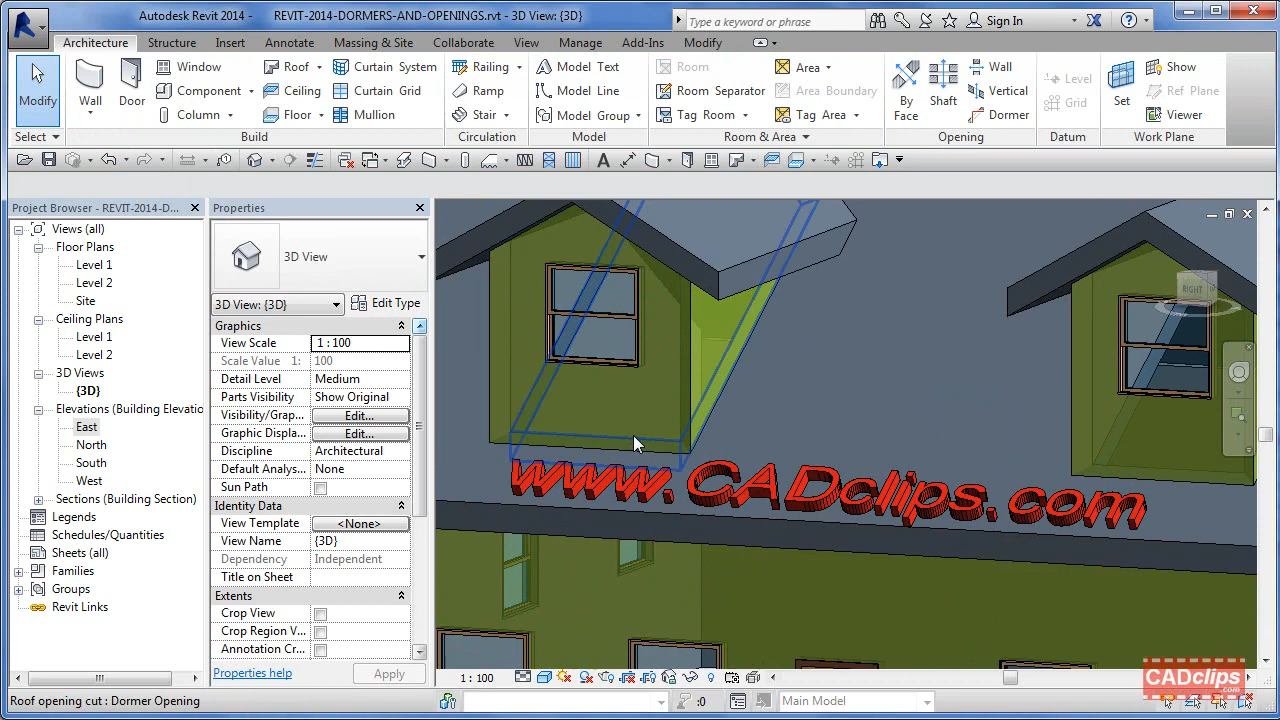 Autodesk Revit 2014 - REVIT-2014-DORMERS-AND-OPENINGS.rvt - 3D View: {3D}
Type a keyword or phrase
Sign In
Architecture Structure Insert Annotate Massing & Site Collaborate View Manage Add-Ins Modify
Modify
Select
Wall
Door
Window
Component
Column
Roof
Ceiling
Floor
Curtain System
Curtain Grid
Mullion
Build
Railing
Ramp
Stair
Circulation
Model Text
Model Line
Model Group
Model
Room
Room Separator
Tag Room
Area
Area Boundary
Tag Area
Room & Area
By Face
Shaft
Wall
Vertical
Dormer
Opening
Level
Grid
Datum
Set
Show
Ref Plane
Viewer
Work Plane
Project Browser - REVIT-2014-D...
Views (all)
Floor Plans
Level 1
Level 2
Site
Ceiling Plans
Level 1
Level 2
3D Views
{3D}
Elevations (Building Elevatio
East
North
South
West
Sections (Building Section)
Legends
Schedules/Quantities
Sheets (all)
Families
Groups
Revit Links
Properties
3D View
3D View: {3D} Edit Type
Graphics
View Scale 1 : 100
Scale Value 1: 100
Detail Level Medium
Parts Visibility Show Original
Visibility/Grap... Edit...
Graphic Displa... Edit...
Discipline Architectural
Default Analys... None
Sun Path
Identity Data
View Template <None>
View Name {3D}
Dependency Independent
Title on Sheet
Extents
Crop View
Crop Region V...
Annotation Cr...
Properties help Apply
RIGHT
www.CADclips.com
1 : 100
CADclips
.com
Roof opening cut : Dormer Opening
:0
Main Model